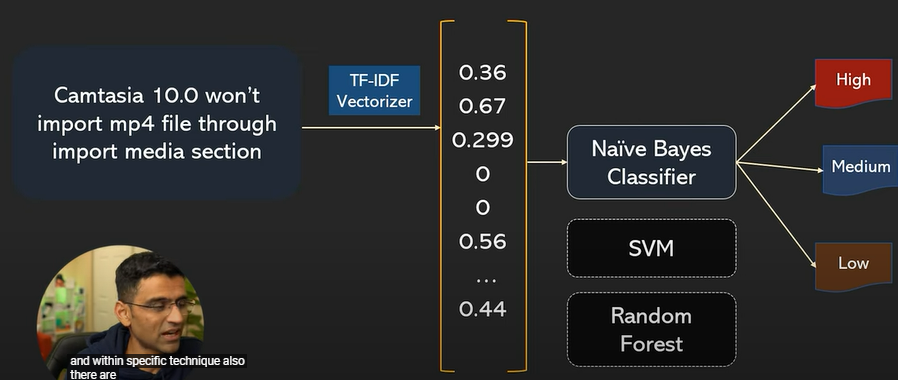 Camtasia 10.0 won't
import mp4 file through
import media section
TF-IDF
Vectorizer
0.36
0.67
0.299
0
0
0.56
...
0.44
Naïve Bayes
Classifier
SVM
Random
Forest
High
Medium
Low
and within specific technique also
there are